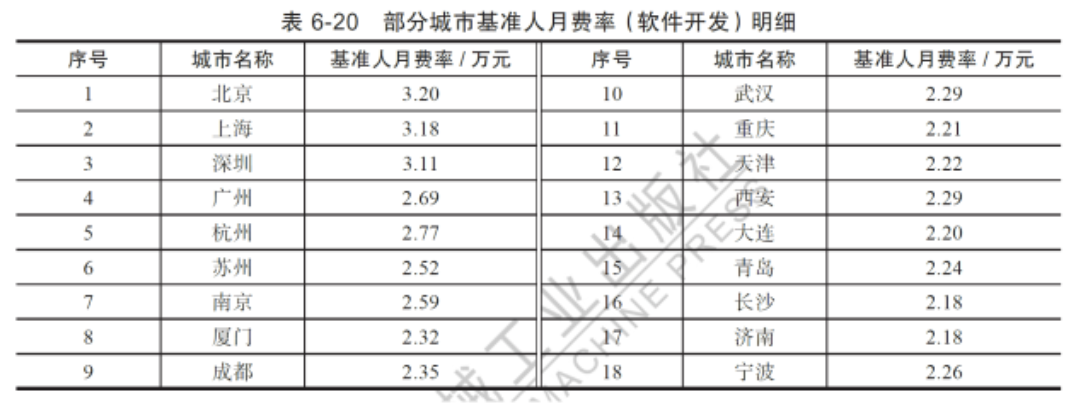 表 6-20 部分城市基准人月费率（软件开发）明细
序号 城市名称 基准人月费率 / 万元 序号 城市名称 基准人月费率 / 万元
1 北京 3.20 10 武汉 2.29
2 上海 3.18 11 重庆 2.21
3 深圳 3.11 12 天津 2.22
4 广州 2.69 13 西安 2.29
5 杭州 2.77 14 大连 2.20
6 苏州 2.52 15 青岛 2.24
7 南京 2.59 16 长沙 2.18
8 厦门 2.32 17 济南 2.18
9 成都 2.35 18 宁波 2.26
械工业出版社
MACHINE PRESS